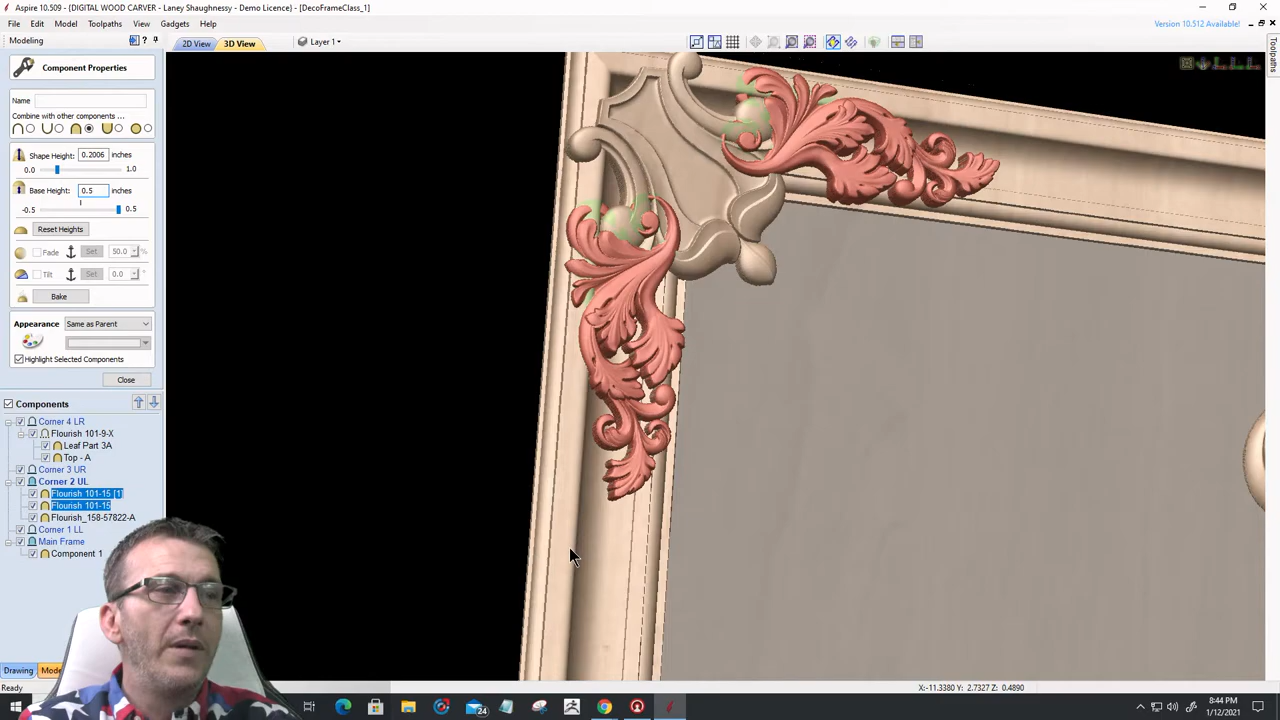 Aspire 10.509 - {DIGITAL WOOD CARVER - Laney Shaughnessy - Demo Licence} - [DecoFrameClass_1]
File Edit Model Toolpaths View Gadgets Help
Version 10.512 Available!
Modeling
2D View
3D View
Layer 1
Toolpaths
Component Properties
Name
Combine with other components ...
Shape Height: 0.2006 inches
0.0 1.0
Base Height: 0.5 inches
-0.5 0.5
Reset Heights
Fade Set 50.0 %
Tilt Set 0.0 °
Bake
Appearance Same as Parent
Highlight Selected Components
Close
Components
Corner 4 LR
Flourish 101-9-X
Leaf Part 3A
Top - A
Corner 3 UR
Corner 2 UL
Flourish 101-15 [1]
Flourish 101-15
Flourish_158-57822-A
Corner 1 LL
Main Frame
Component 1
Drawing
Ready
X:-11.3380 Y: 2.7327 Z: 0.4890
24
8:44 PM
1/12/2021